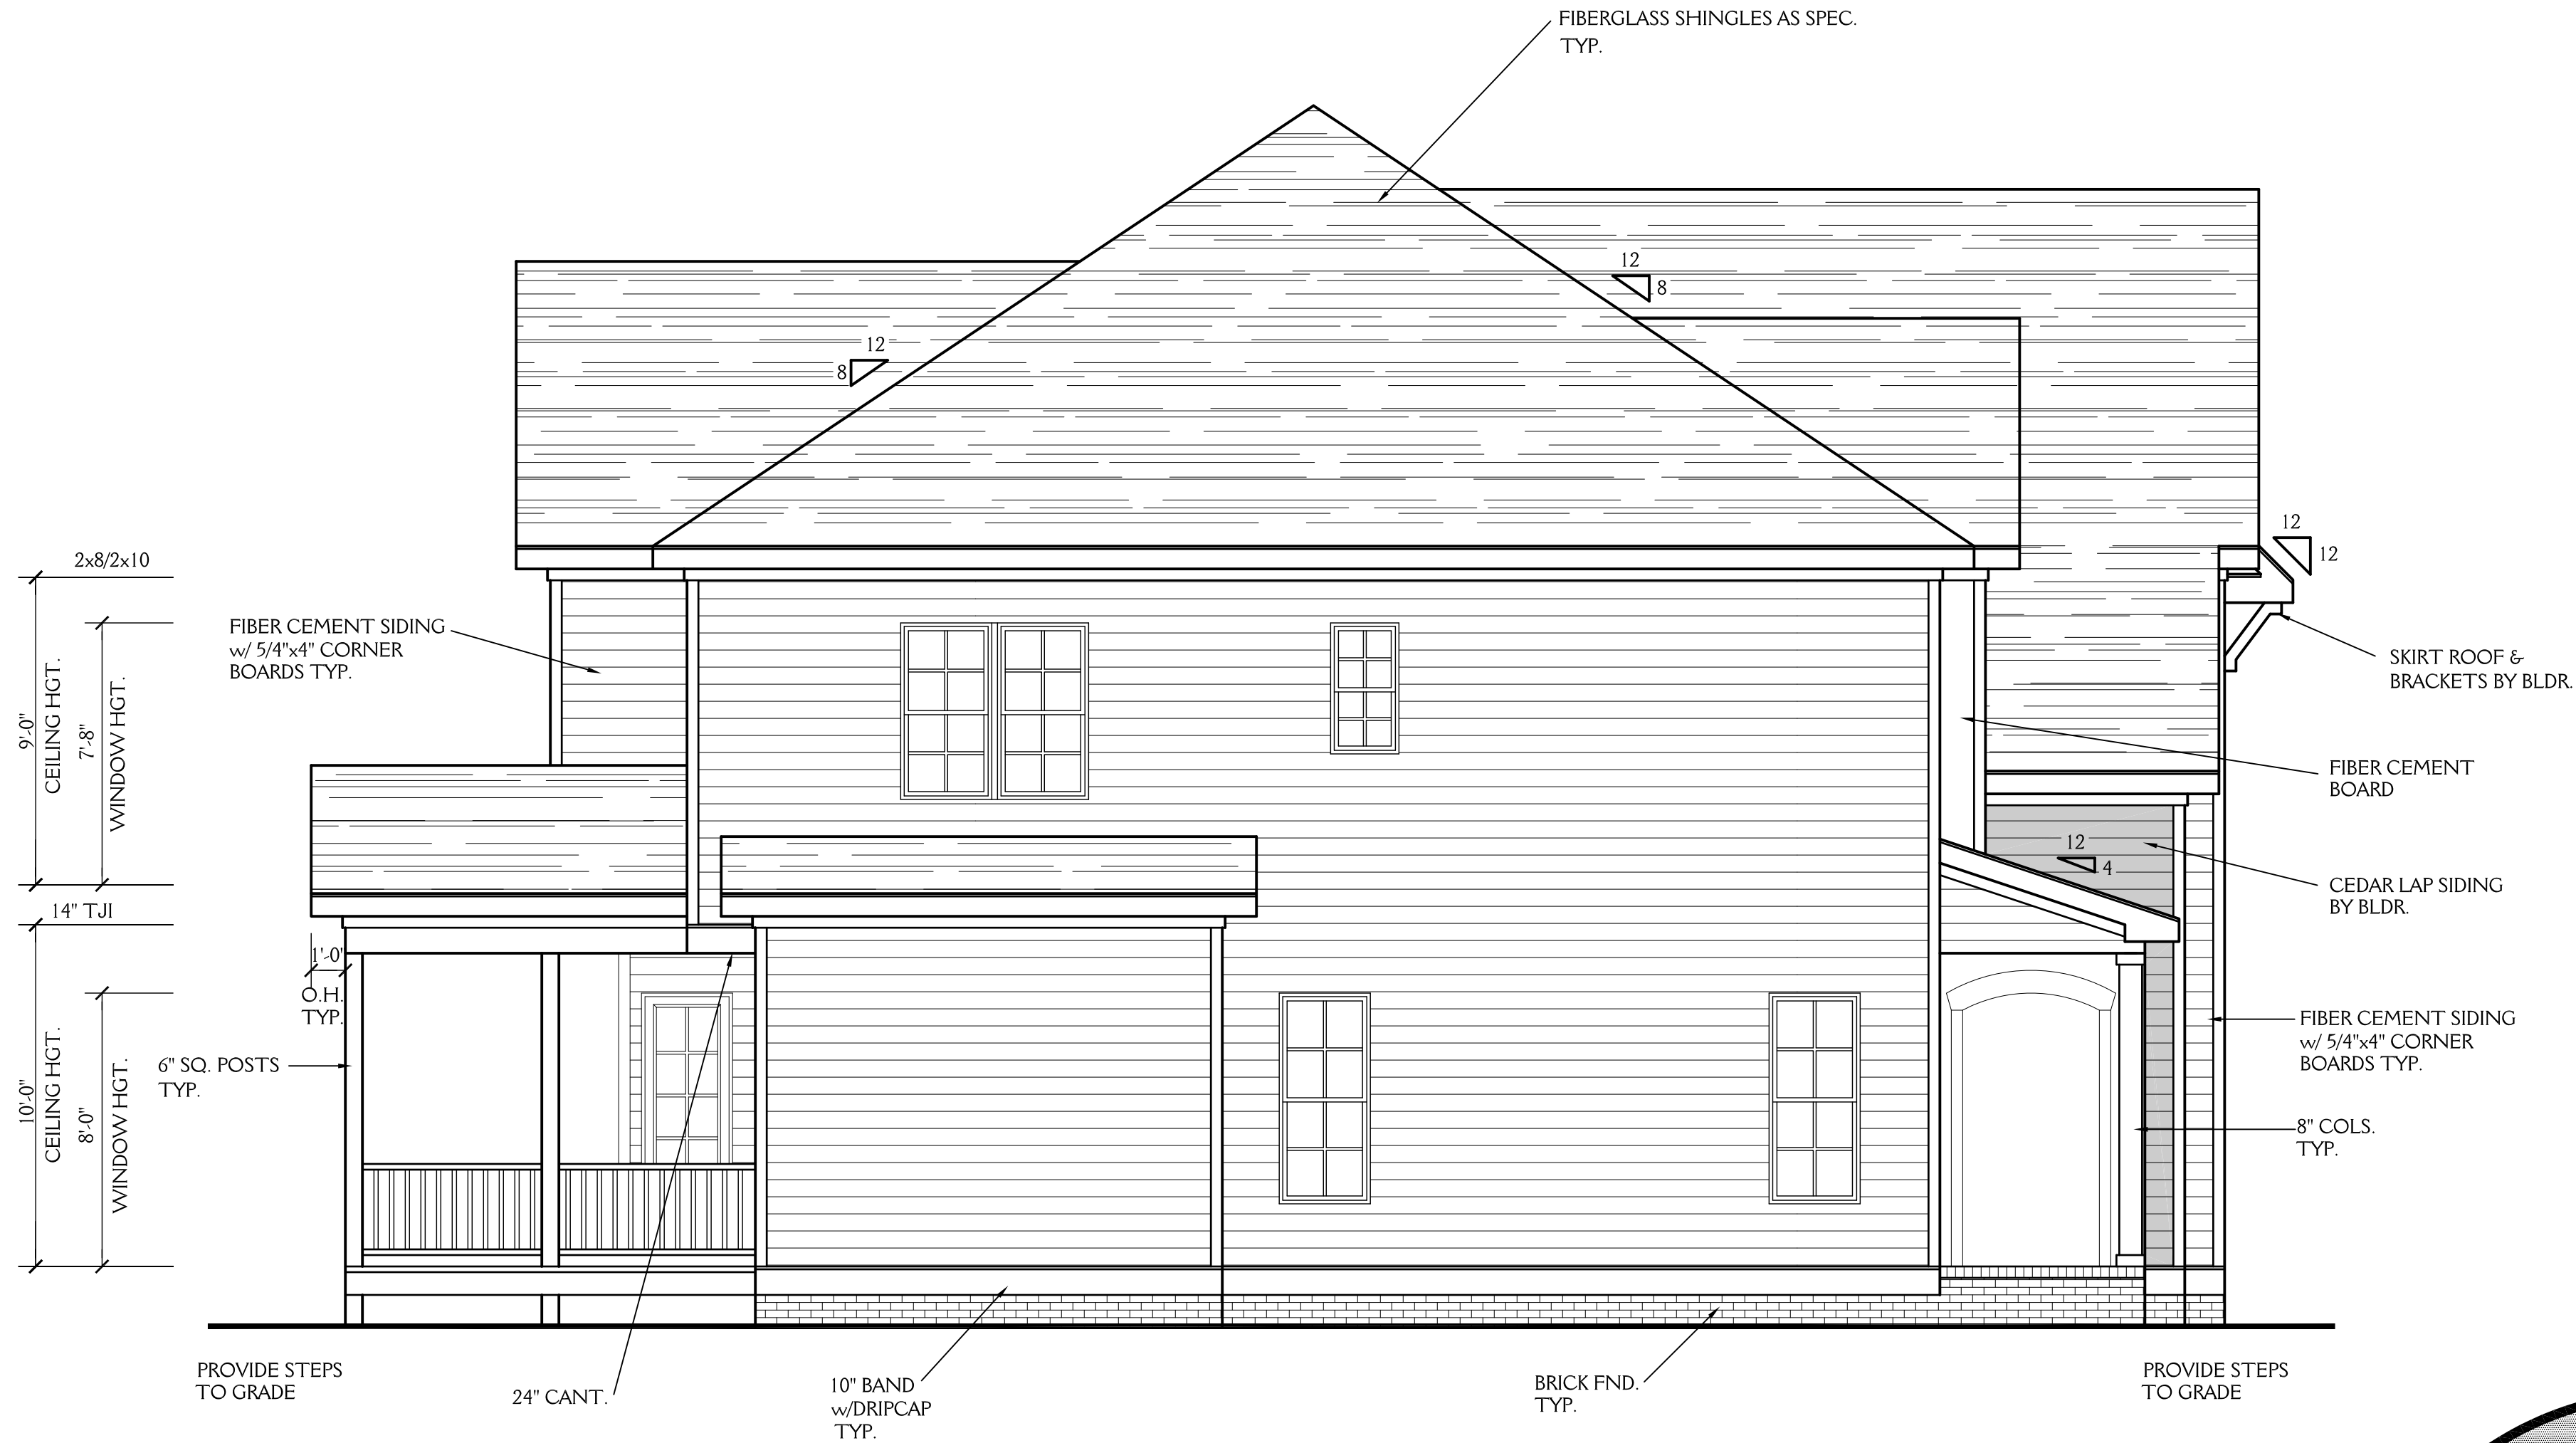 FIBERGLASS SHINGLES AS SPEC.
TYP.
12
8
12
8
12
12
2x8/2x10
9'-0"
CEILING HGT.
7'-8"
WINDOW HGT.
FIBER CEMENT SIDING
w/ 5/4"x4" CORNER
BOARDS TYP.
SKIRT ROOF &
BRACKETS BY BLDR.
FIBER CEMENT
BOARD
12
4
CEDAR LAP SIDING
BY BLDR.
14" TJI
1'-0"
O.H.
TYP.
10'-0"
CEILING HGT.
8'-0"
WINDOW HGT.
6" SQ. POSTS
TYP.
FIBER CEMENT SIDING
w/ 5/4"x4" CORNER
BOARDS TYP.
8" COLS.
TYP.
PROVIDE STEPS
TO GRADE
24" CANT.
10" BAND
w/DRIPCAP
TYP.
BRICK FND.
TYP.
PROVIDE STEPS
TO GRADE